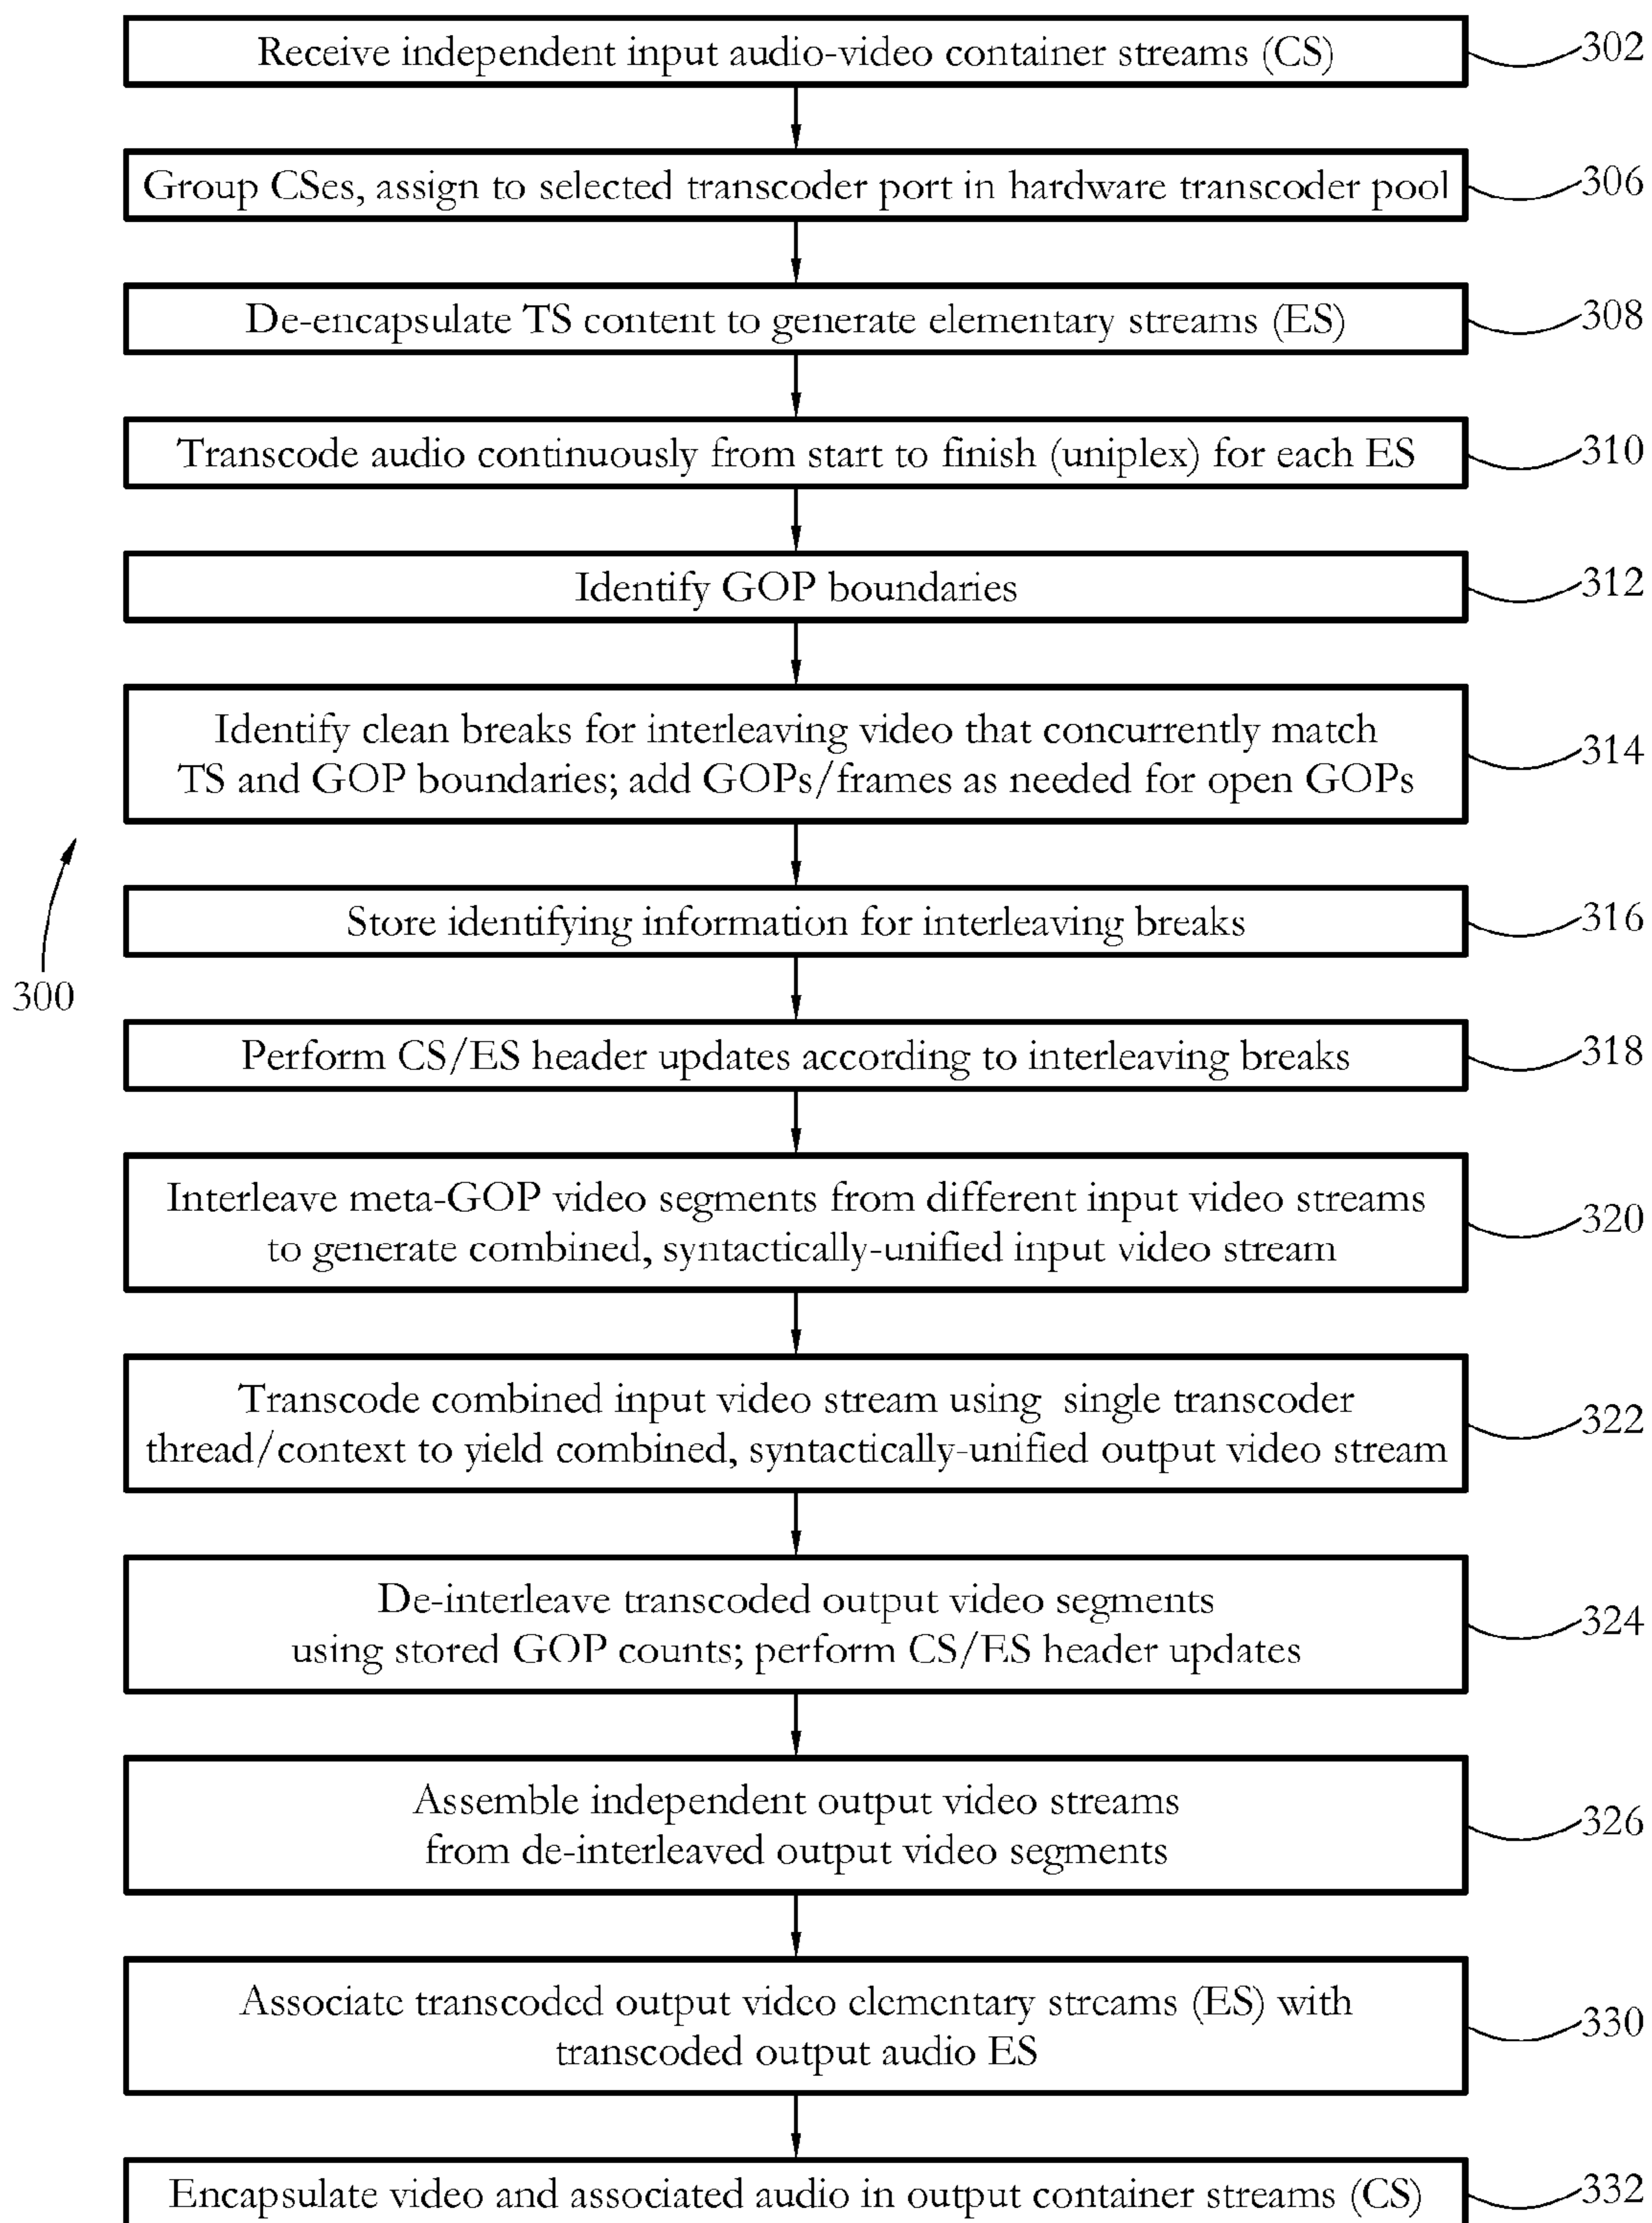 Receive independent input audio-video container streams (CS)
302
Group CSes, assign to selected transcoder port in hardware transcoder pool
306
De-encapsulate TS content to generate elementary streams (ES)
308
Transcode audio continuously from start to finish (uniplex) for each ES
310
Identify GOP boundaries
312
Identify clean breaks for interleaving video that concurrently match
TS and GOP boundaries; add GOPs/frames as needed for open GOPs
314
Store identifying information for interleaving breaks
316
300
Perform CS/ES header updates according to interleaving breaks
318
Interleave meta-GOP video segments from different input video streams
to generate combined, syntactically-unified input video stream
320
Transcode combined input video stream using single transcoder
thread/context to yield combined, syntactically-unified output video stream
322
De-interleave transcoded output video segments
using stored GOP counts; perform CS/ES header updates
324
Assemble independent output video streams
from de-interleaved output video segments
326
Associate transcoded output video elementary streams (ES) with
transcoded output audio ES
330
Encapsulate video and associated audio in output container streams (CS)
332